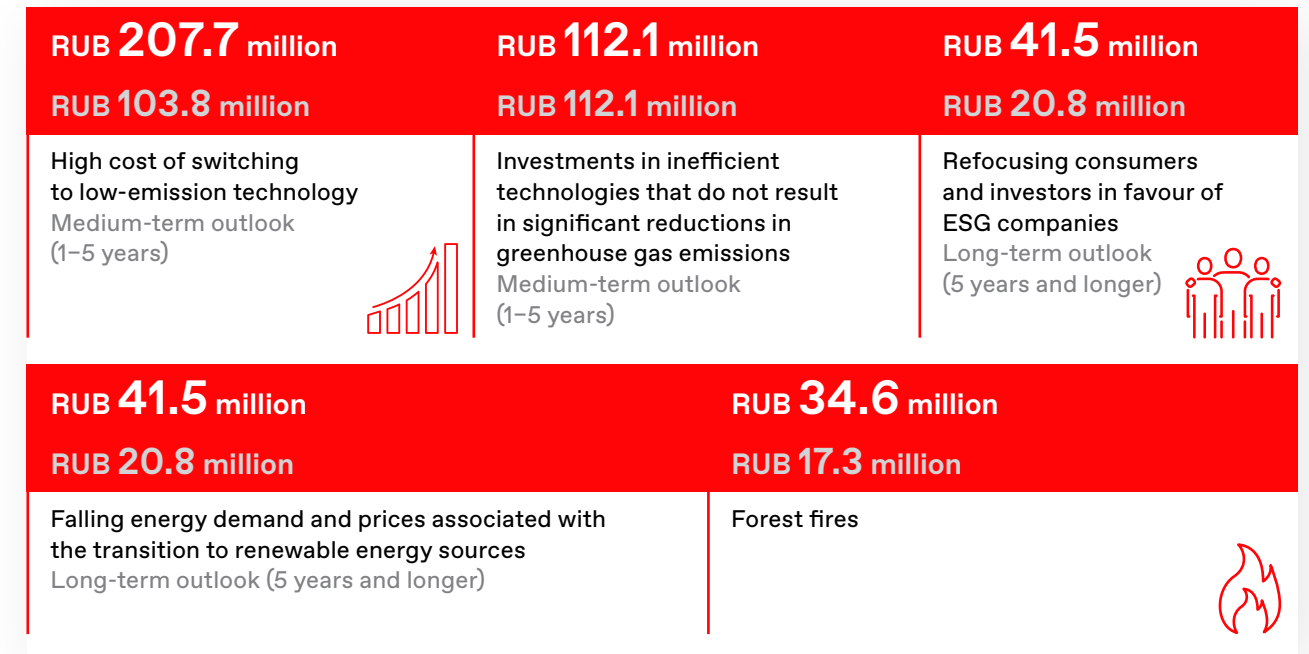 RUB 207.7 million
RUB 103.8 million
High cost of switching
to low-emission technology
Medium-term outlook
(1–5 years)
RUB 112.1 million
RUB 112.1 million
Investments in inefficient
technologies that do not result
in significant reductions in
greenhouse gas emissions
Medium-term outlook
(1–5 years)
RUB 41.5 million
RUB 20.8 million
Refocusing consumers
and investors in favour of
ESG companies
Long-term outlook
(5 years and longer)
RUB 41.5 million
RUB 20.8 million
Falling energy demand and prices associated with
the transition to renewable energy sources
Long-term outlook (5 years and longer)
RUB 34.6 million
RUB 17.3 million
Forest fires